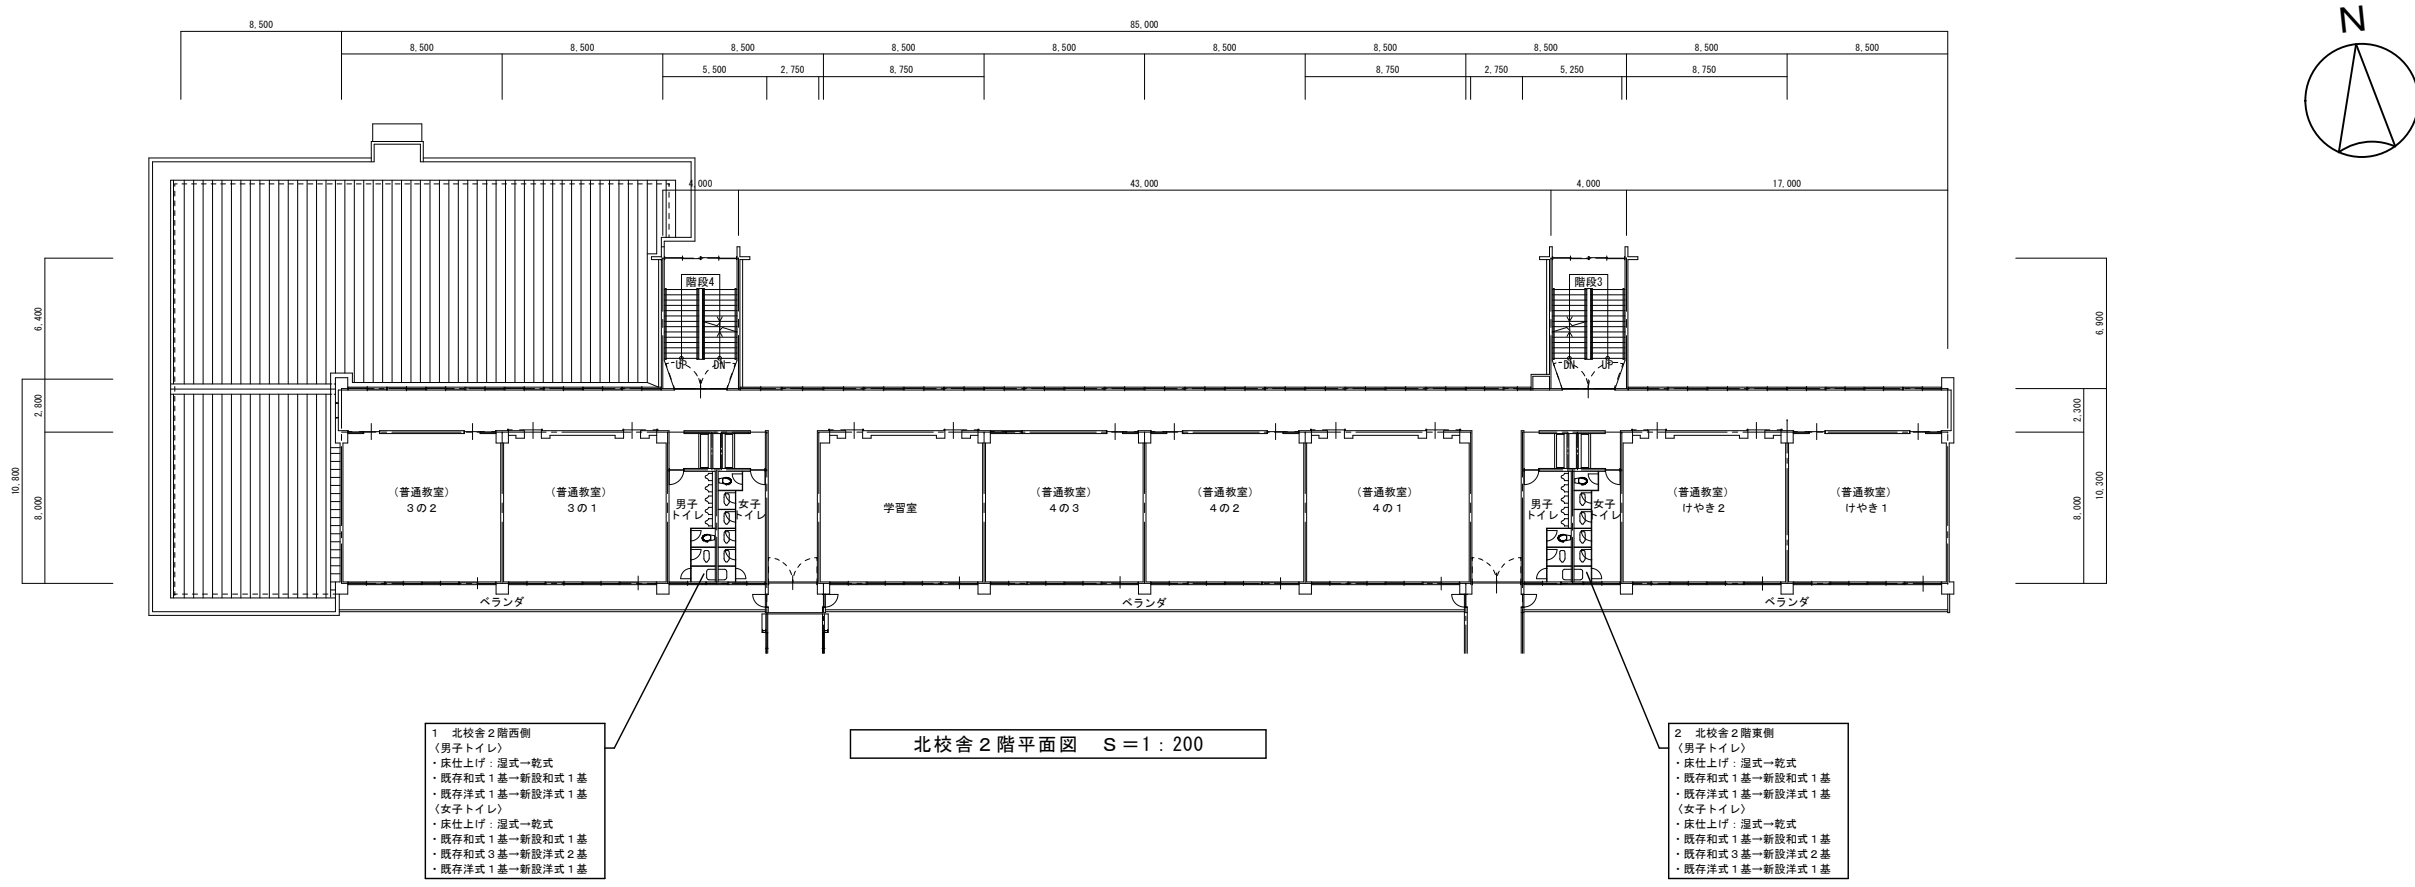 N
8,500
85,000
8,500 8,500 8,500 8,500 8,500 8,500 8,500 8,500 8,500 8,500
5,500 2,750 8,750 8,750 2,750 5,250 8,750
4,000 43,000 4,000 17,000
階段4
階段3
UP DN
DN UP
6,400
2,800
8,000
10,800
6,900
2,300
8,000
10,300
(普通教室)
3の2
(普通教室)
3の1
男子
トイレ
女子
トイレ
学習室
(普通教室)
4の3
(普通教室)
4の2
(普通教室)
4の1
男子
トイレ
女子
トイレ
(普通教室)
けやき2
(普通教室)
けやき1
ベランダ
ベランダ
ベランダ
1 北校舎2階西側
〈男子トイレ〉
・床仕上げ：湿式→乾式
・既存和式1基→新設和式1基
・既存洋式1基→新設洋式1基
〈女子トイレ〉
・床仕上げ：湿式→乾式
・既存和式1基→新設和式1基
・既存和式3基→新設洋式2基
・既存洋式1基→新設洋式1基
北校舎2階平面図 S=1：200
2 北校舎2階東側
〈男子トイレ〉
・床仕上げ：湿式→乾式
・既存和式1基→新設和式1基
・既存洋式1基→新設洋式1基
〈女子トイレ〉
・床仕上げ：湿式→乾式
・既存和式1基→新設和式1基
・既存和式3基→新設洋式2基
・既存洋式1基→新設洋式1基